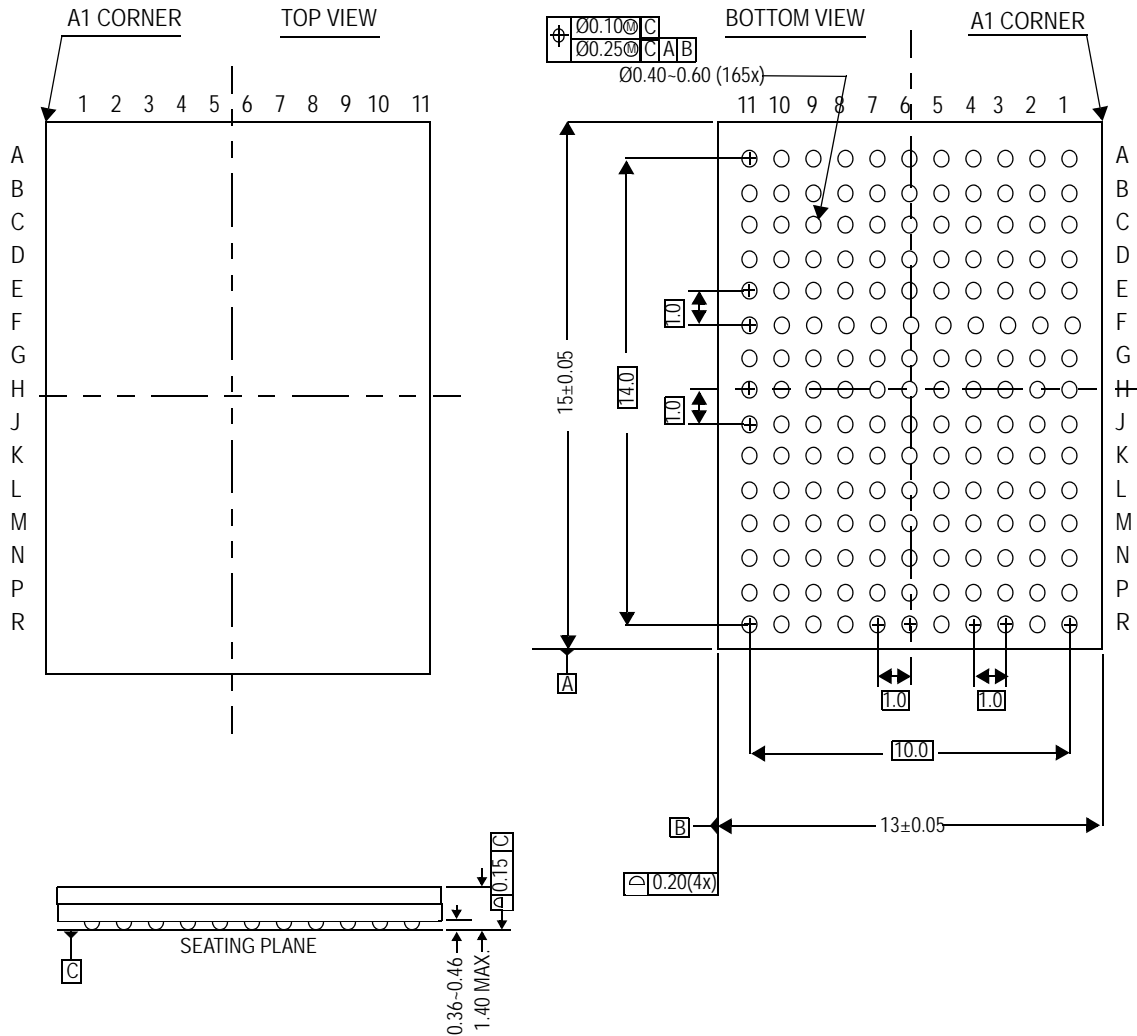 A1 CORNER TOP VIEW
1 2 3 4 5 6 7 8 9 10 11
A
B
C
D
E
F
G
H
J
K
L
M
N
P
R
Ø0.10Ⓜ C
Ø0.25Ⓜ C A B
BOTTOM VIEW A1 CORNER
Ø0.40~0.60 (165x)
11 10 9 8 7 6 5 4 3 2 1
A
B
C
D
E
F
G
H
J
K
L
M
N
P
R
15±0.05
14.0
1.0
1.0
A
1.0 1.0
10.0
B 13±0.05
0.20(4x)
0.15 C
SEATING PLANE
C
0.36~0.46
1.40 MAX.